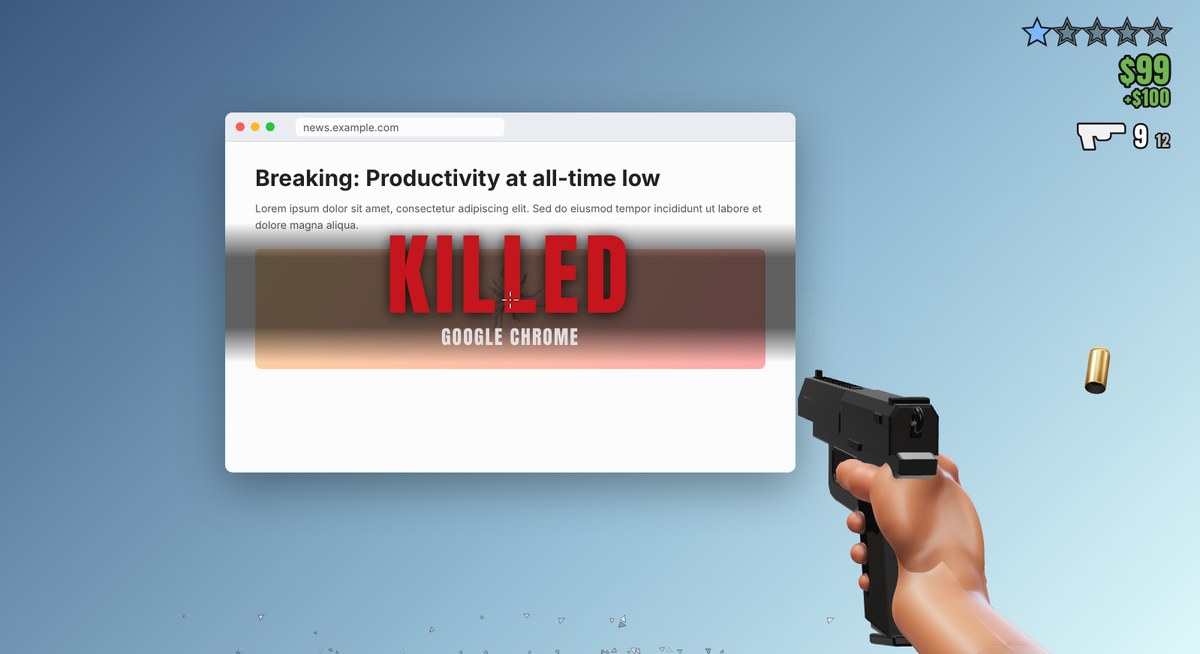 $99
+$100
9 12
news.example.com
Breaking: Productivity at all-time low
Lorem ipsum dolor sit amet, consectetur adipiscing elit. Sed do eiusmod tempor incididunt ut labore et
dolore magna aliqua.
KILLED
GOOGLE CHROME